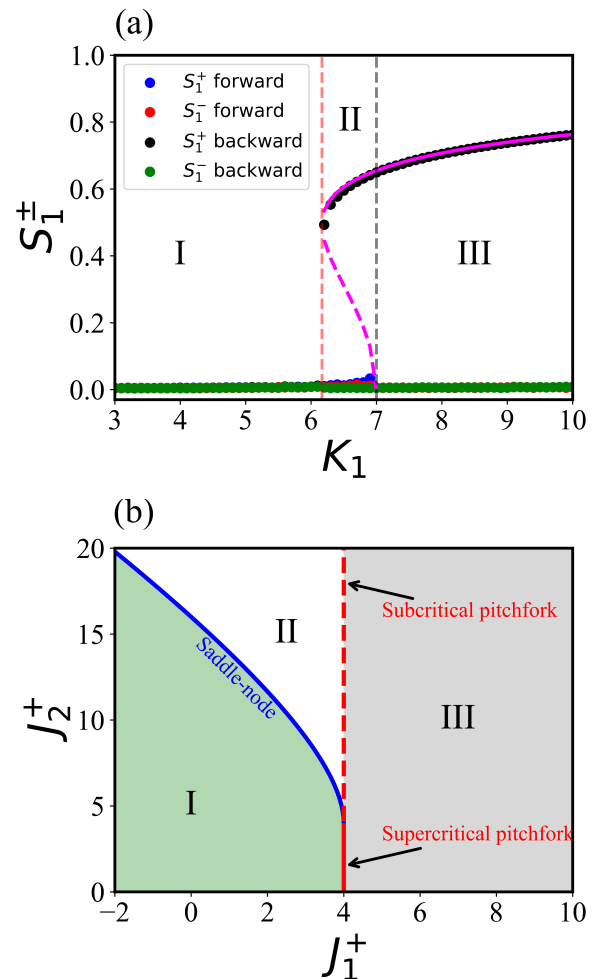 (a)
S₁⁺ forward
S₁⁻ forward
S₁⁺ backward
S₁⁻ backward
I
II
III
1.0
0.8
0.6
0.4
0.2
0.0
S₁±
3 4 5 6 7 8 9 10
K₁
(b)
20
15
10
5
0
J₂⁺
I
II
III
Saddle-node
Subcritical pitchfork
Supercritical pitchfork
−2 0 2 4 6 8 10
J₁⁺